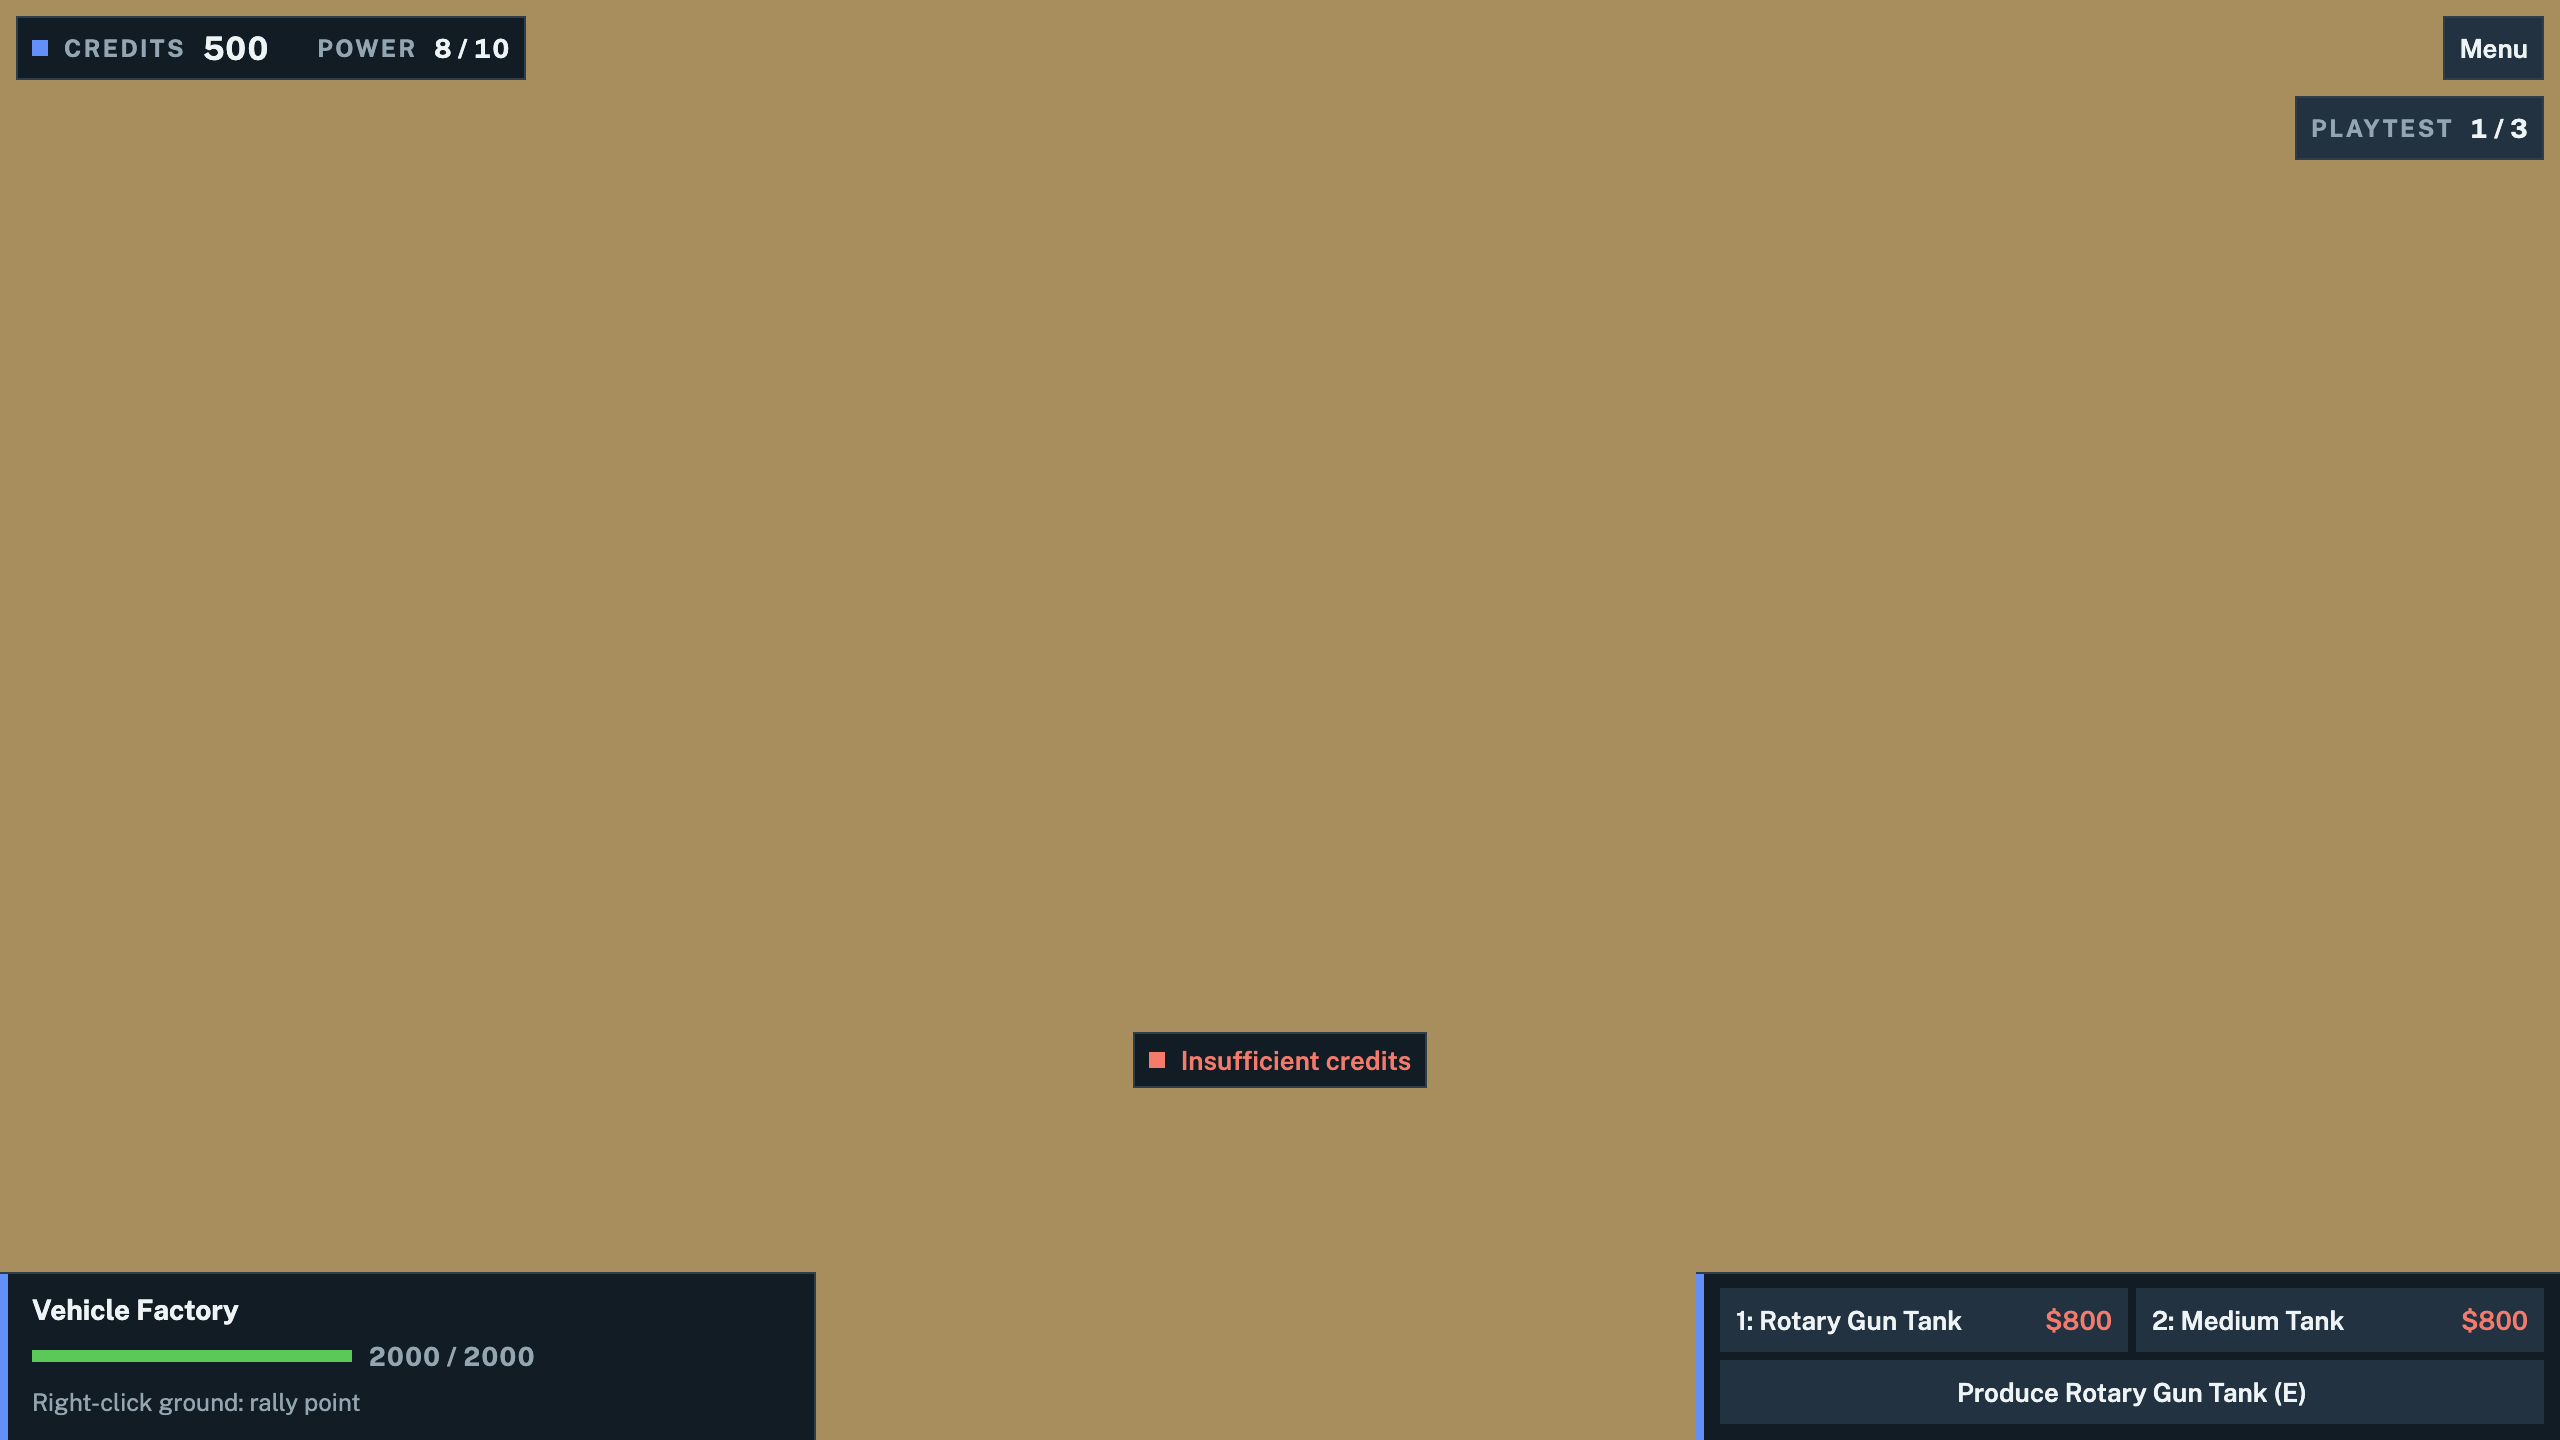 CREDITS 500 POWER 8 / 10
Menu
PLAYTEST 1 / 3
Insufficient credits
Vehicle Factory
2000 / 2000
Right-click ground: rally point
1: Rotary Gun Tank $800
2: Medium Tank $800
Produce Rotary Gun Tank (E)